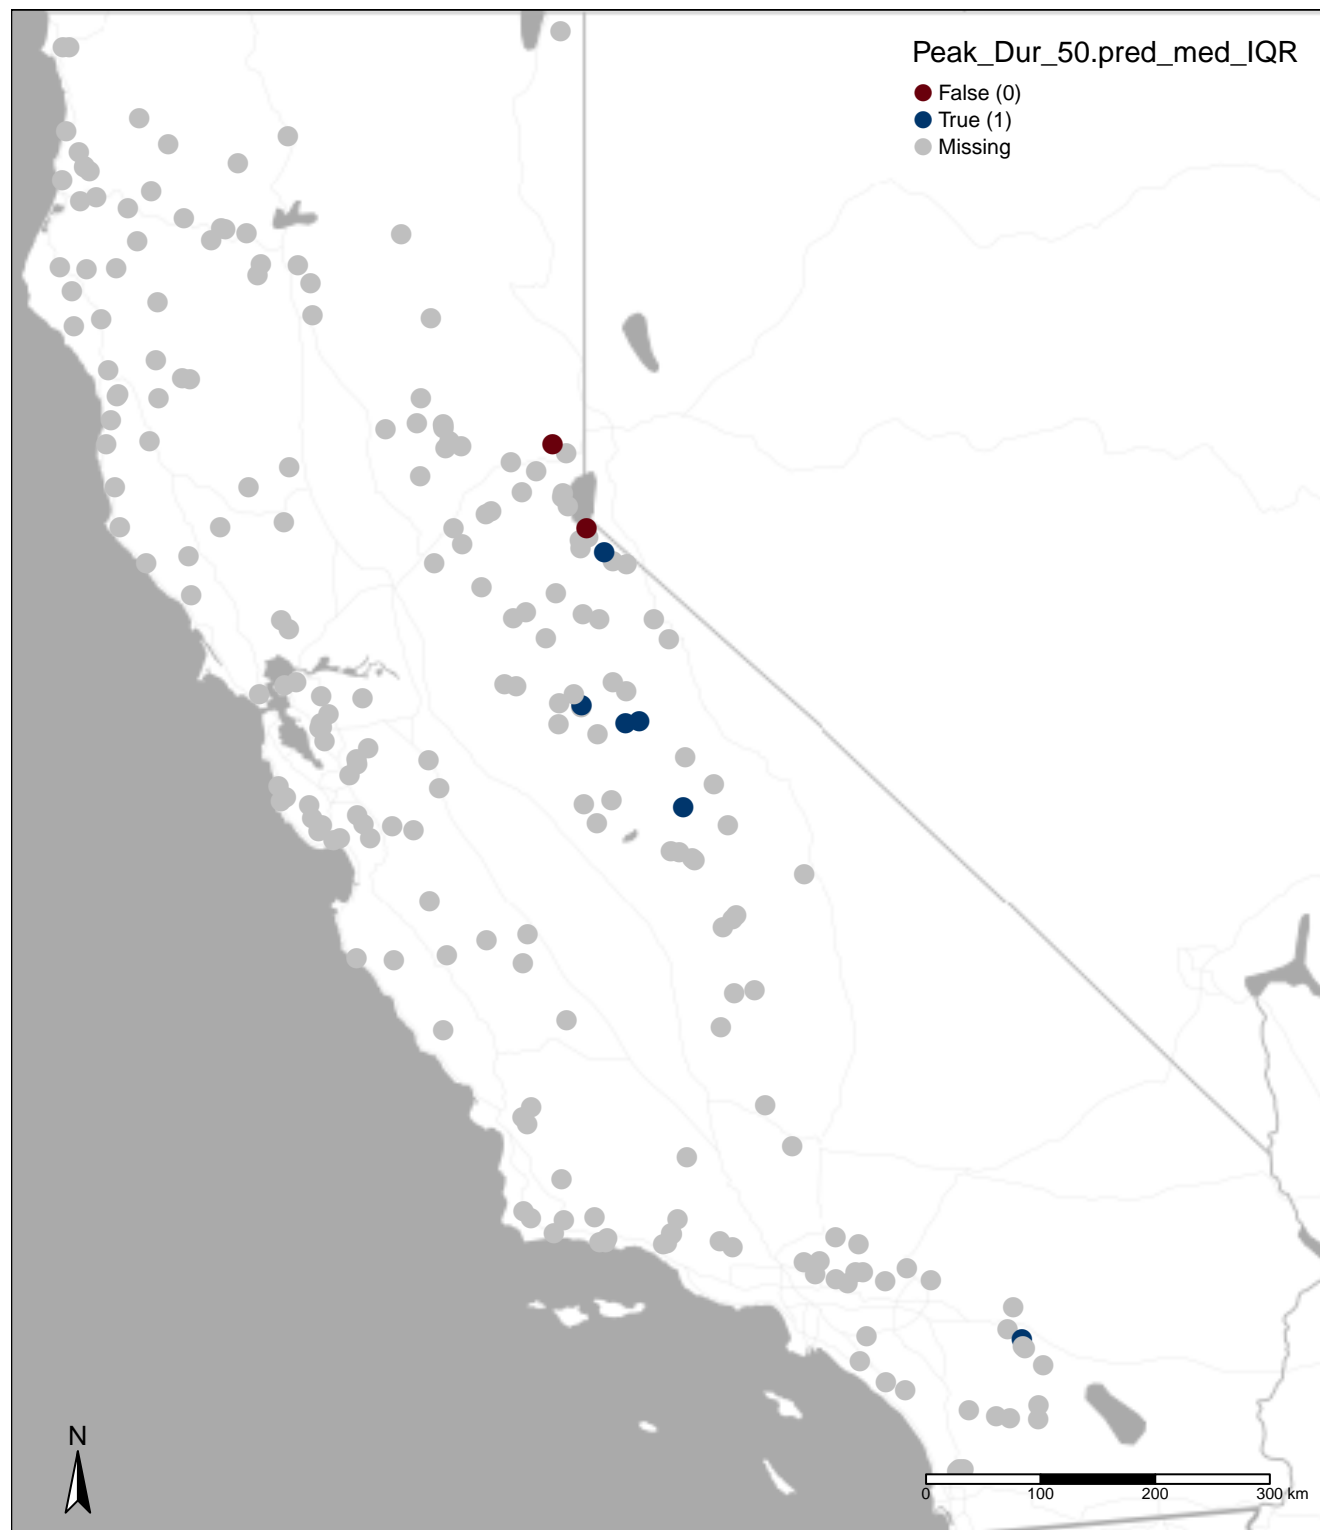 Peak_Dur_50.pred_med_IQR
False (0)
True (1)
Missing
N
0 100 200 300 km